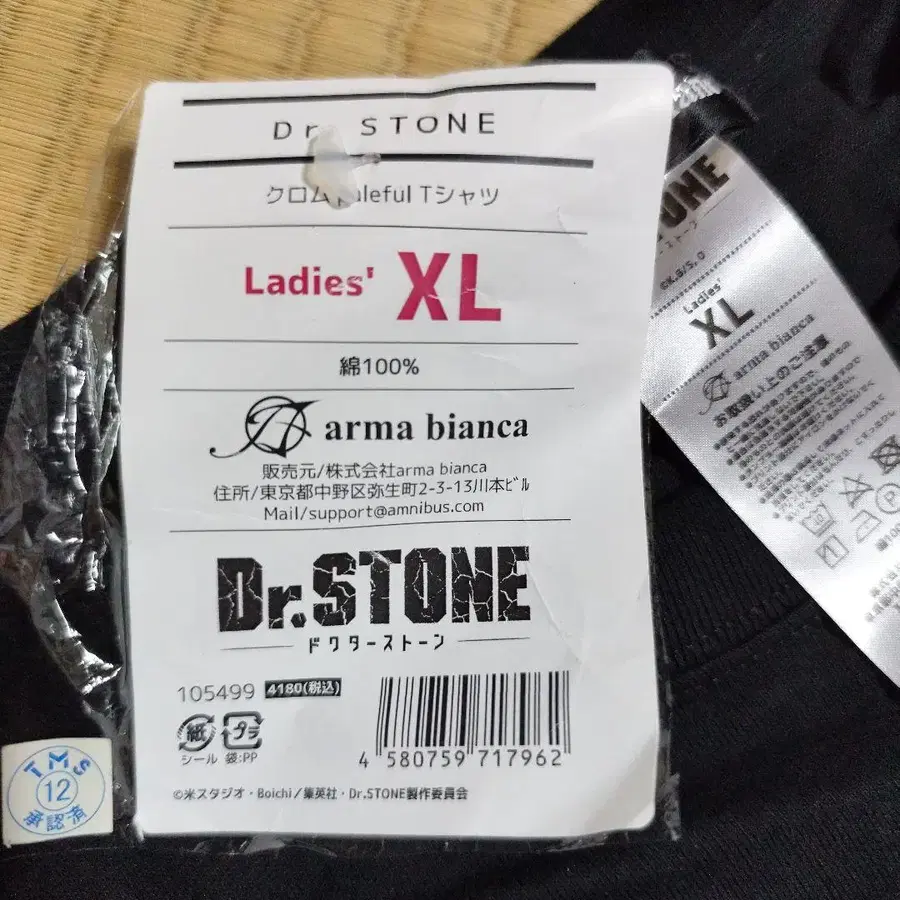 Dr. STONE
クロム Paleful Tシャツ
Ladies' XL
綿100%
arma bianca
販売元/株式会社arma bianca
住所/東京都中野区弥生町2-3-13川本ビル
Mail/support@amnibus.com
Dr.STONE
ドクターストーン
105499 4180(税込)
紙 プラ
シール 袋:PP
4 580759 717962
©米スタジオ・Boichi/集英社・Dr.STONE製作委員会
TMS
12
承認済
ONE
ストーン
©K,B/S, D
Ladies'
XL
arma bianca
お取扱い上のご注意